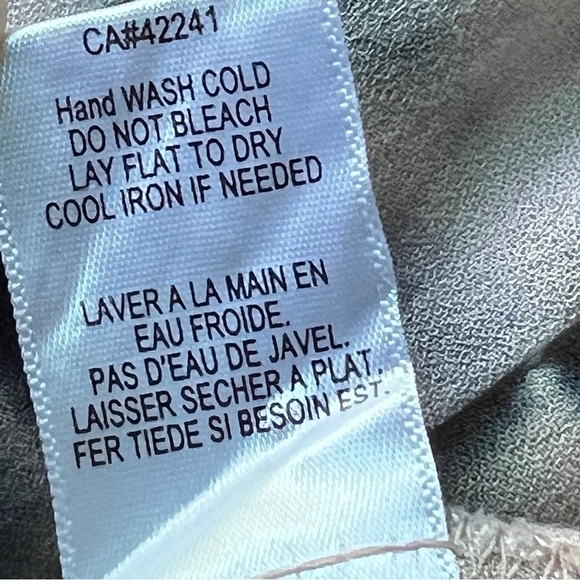 CA#42241
Hand WASH COLD
DO NOT BLEACH
LAY FLAT TO DRY
COOL IRON IF NEEDED
LAVER A LA MAIN EN
EAU FROIDE.
PAS D'EAU DE JAVEL.
LAISSER SECHER A PLAT.
FER TIEDE SI BESOIN EST.